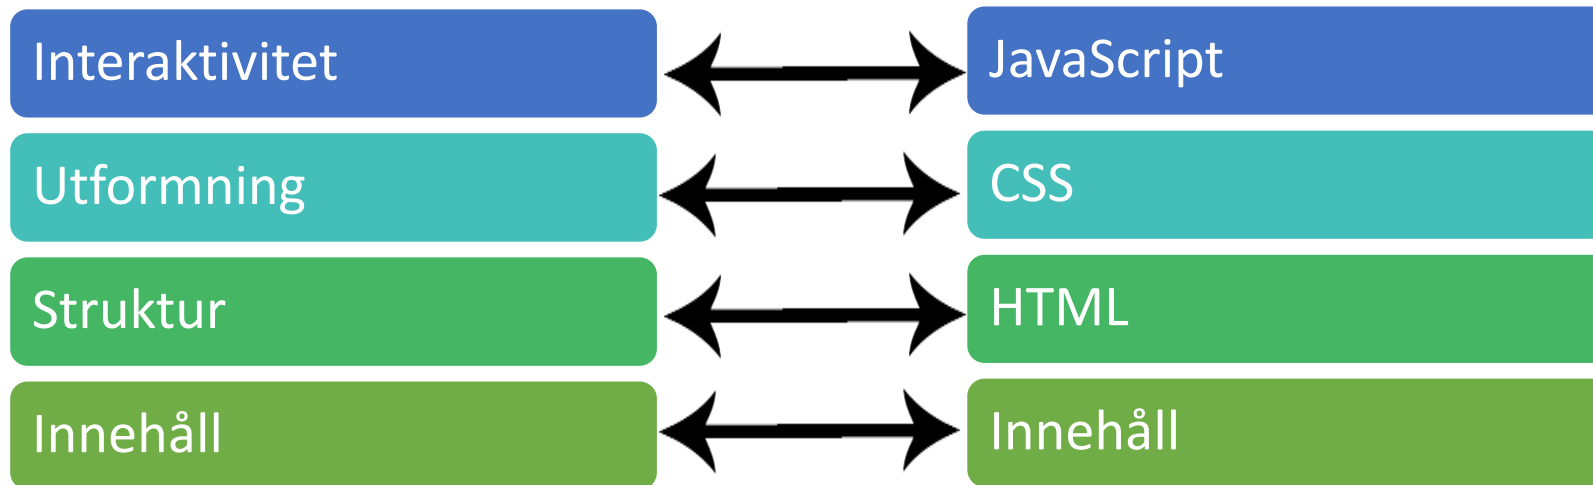 Interaktivitet
JavaScript
Utformning
CSS
Struktur
HTML
Innehåll
Innehåll